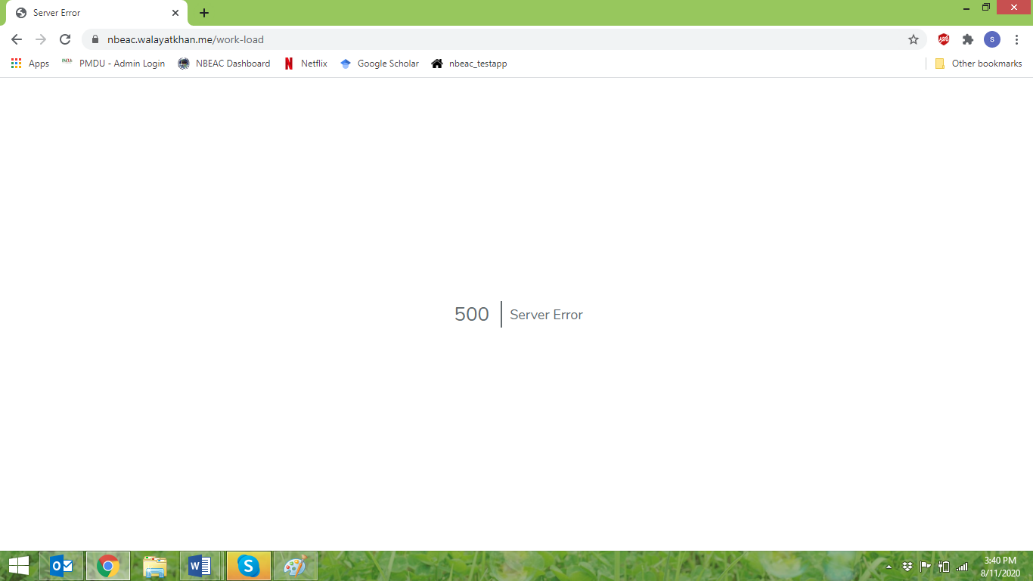 Server Error
nbeac.walayatkhan.me/work-load
S
Apps PMDU - Admin Login NBEAC Dashboard Netflix Google Scholar nbeac_testapp Other bookmarks
500 Server Error
3:40 PM
8/11/2020